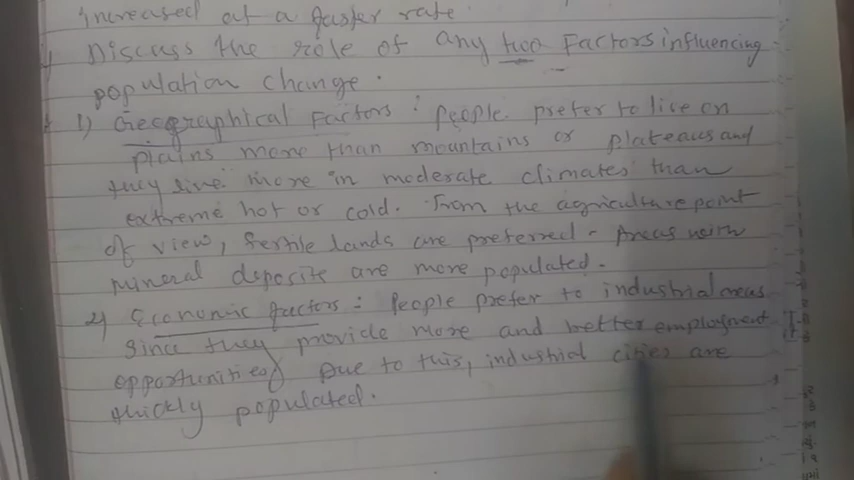 increased at a faster rate
Discuss the role of any two Factors influencing
population change.
1) Geographical Factors : People prefer to live on
plains more than mountains or plateaus and
they live more in moderate climates than
extreme hot or cold. From the agriculture point
of view, fertile lands are preferred. Areas with
mineral deposits are more populated.
2) Economic factors : People prefer to industrial areas
since they provide more and better employment
opportunities Due to this, industrial cities are
thickly populated.